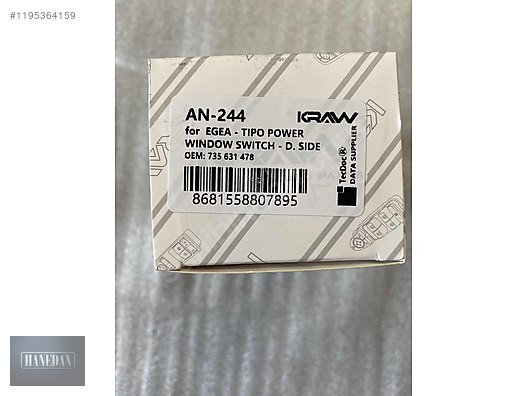 #1195364159
AN-244
KRAW
for EGEA - TIPO POWER
WINDOW SWITCH - D. SIDE
OEM: 735 631 478
8681558807895
TecDoc®
DATA SUPPLIER
HANEDAN